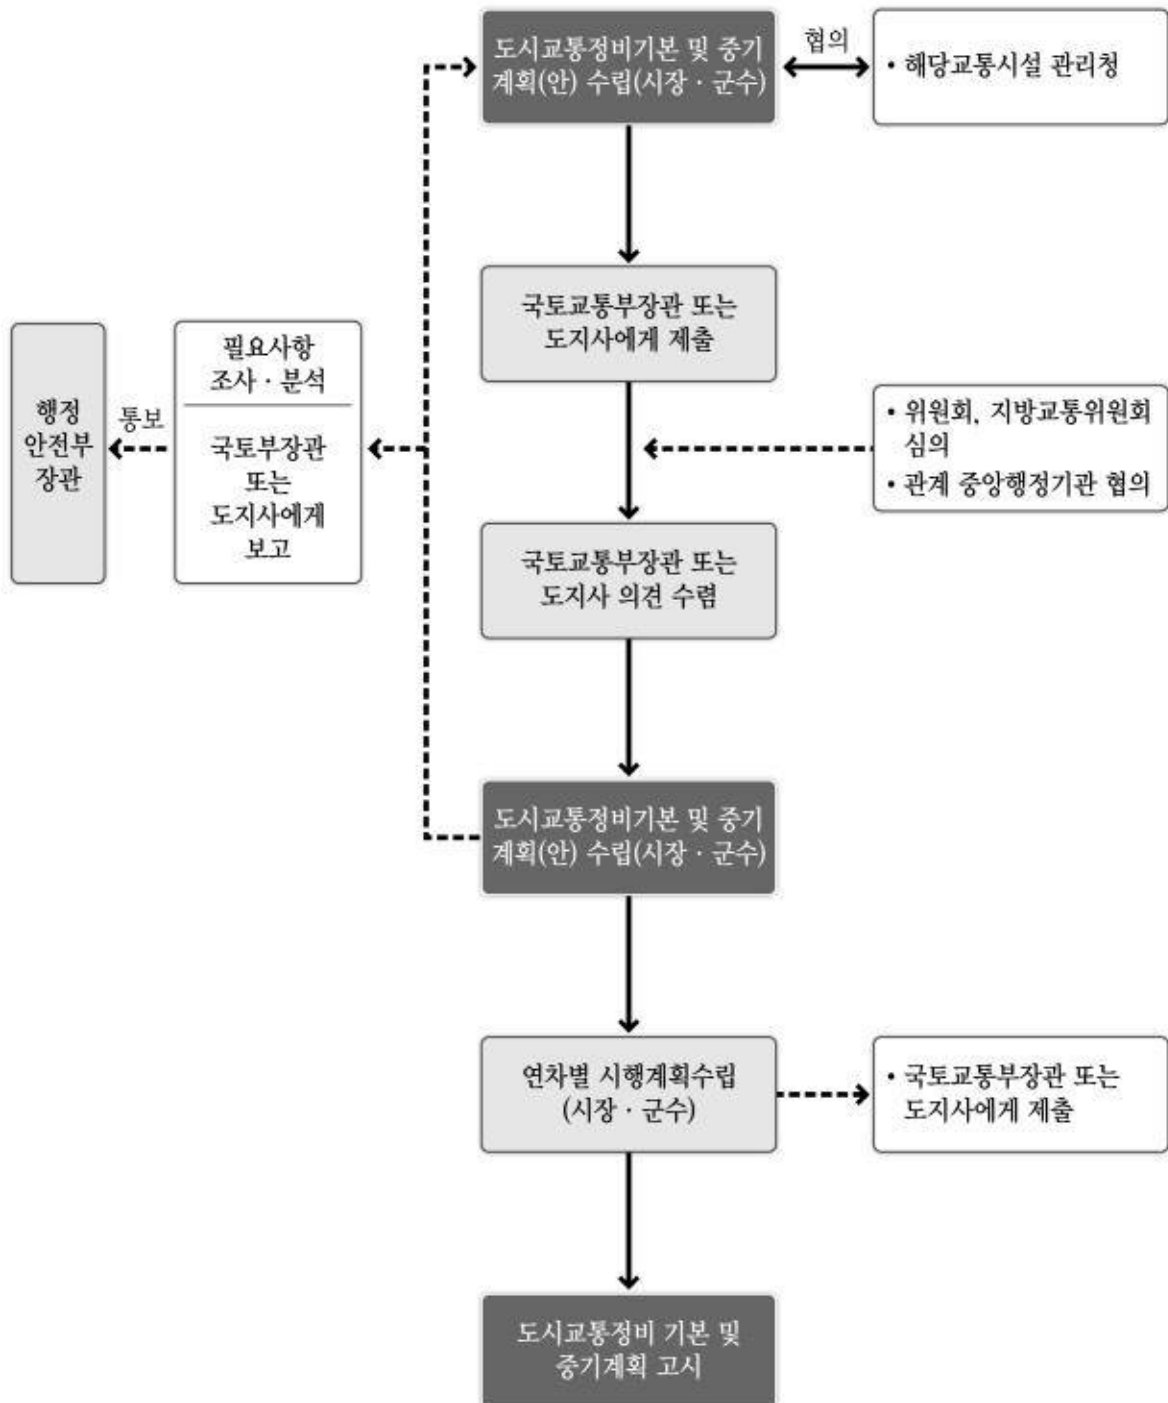 도시교통정비기본 및 중기
계획(안) 수립(시장 · 군수)
협의
• 해당교통시설 관리청
국토교통부장관 또는
도지사에게 제출
행정
안전부
장관
통보
필요사항
조사 · 분석
국토부장관
또는
도지사에게
보고
• 위원회, 지방교통위원회
심의
• 관계 중앙행정기관 협의
국토교통부장관 또는
도지사 의견 수렴
도시교통정비기본 및 중기
계획(안) 수립(시장 · 군수)
연차별 시행계획수립
(시장 · 군수)
• 국토교통부장관 또는
도지사에게 제출
도시교통정비 기본 및
중기계획 고시